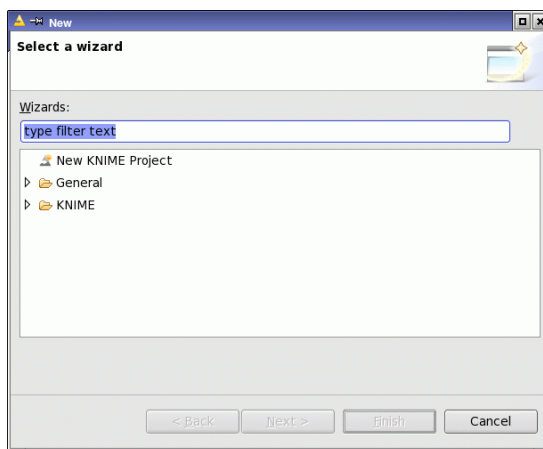 New
Select a wizard
Wizards:
type filter text
New KNIME Project
General
KNIME
< Back Next > Finish Cancel